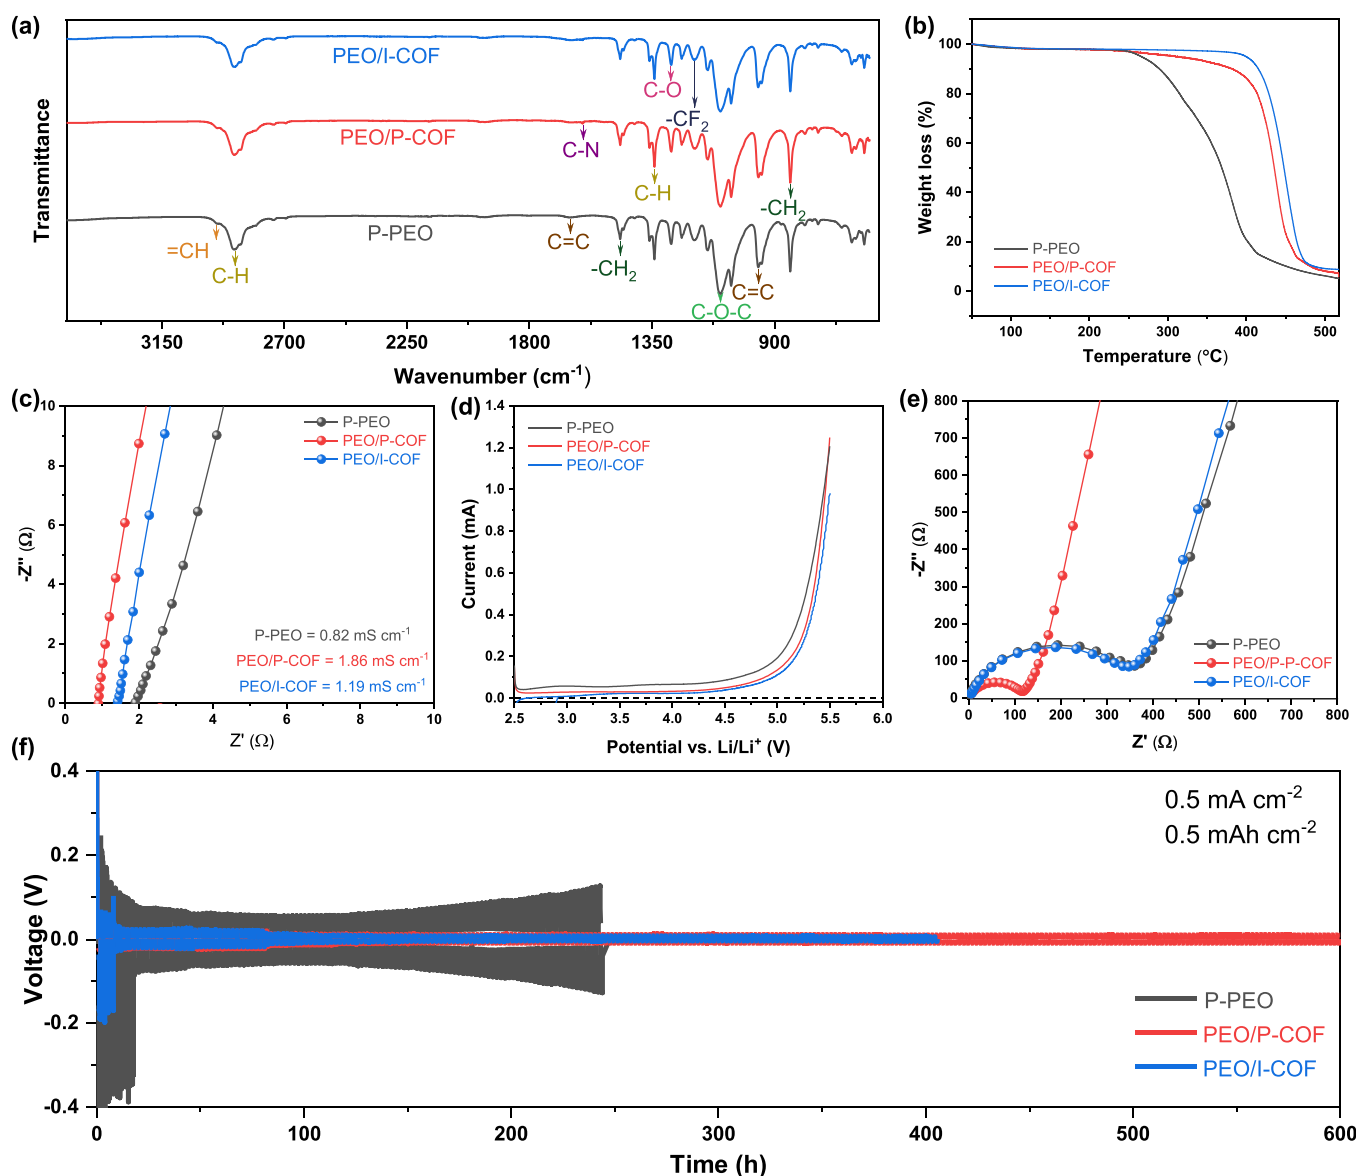 (a)
PEO/I-COF
C-O
-CF2
PEO/P-COF
C-N
C-H
-CH2
P-PEO
=CH
C-H
C=C
-CH2
C=C
C-O-C
Transmittance
3150 2700 2250 1800 1350 900
Wavenumber (cm-1)
(b)
100
80
60
40
20
0
Weight loss (%)
P-PEO
PEO/P-COF
PEO/I-COF
100 200 300 400 500
Temperature (°C)
(c)
10
8
6
4
2
0
-Z'' (Ω)
P-PEO
PEO/P-COF
PEO/I-COF
P-PEO = 0.82 mS cm-1
PEO/P-COF = 1.86 mS cm-1
PEO/I-COF = 1.19 mS cm-1
0 2 4 6 8 10
Z' (Ω)
(d)
1.4
1.2
1.0
0.8
0.6
0.4
0.2
0.0
Current (mA)
P-PEO
PEO/P-COF
PEO/I-COF
2.5 3.0 3.5 4.0 4.5 5.0 5.5 6.0
Potential vs. Li/Li+ (V)
(e)
800
700
600
500
400
300
200
100
0
-Z'' (Ω)
P-PEO
PEO/P-P-COF
PEO/I-COF
0 100 200 300 400 500 600 700 800
Z' (Ω)
(f)
0.4
0.2
0.0
-0.2
-0.4
Voltage (V)
0.5 mA cm-2
0.5 mAh cm-2
P-PEO
PEO/P-COF
PEO/I-COF
0 100 200 300 400 500 600
Time (h)